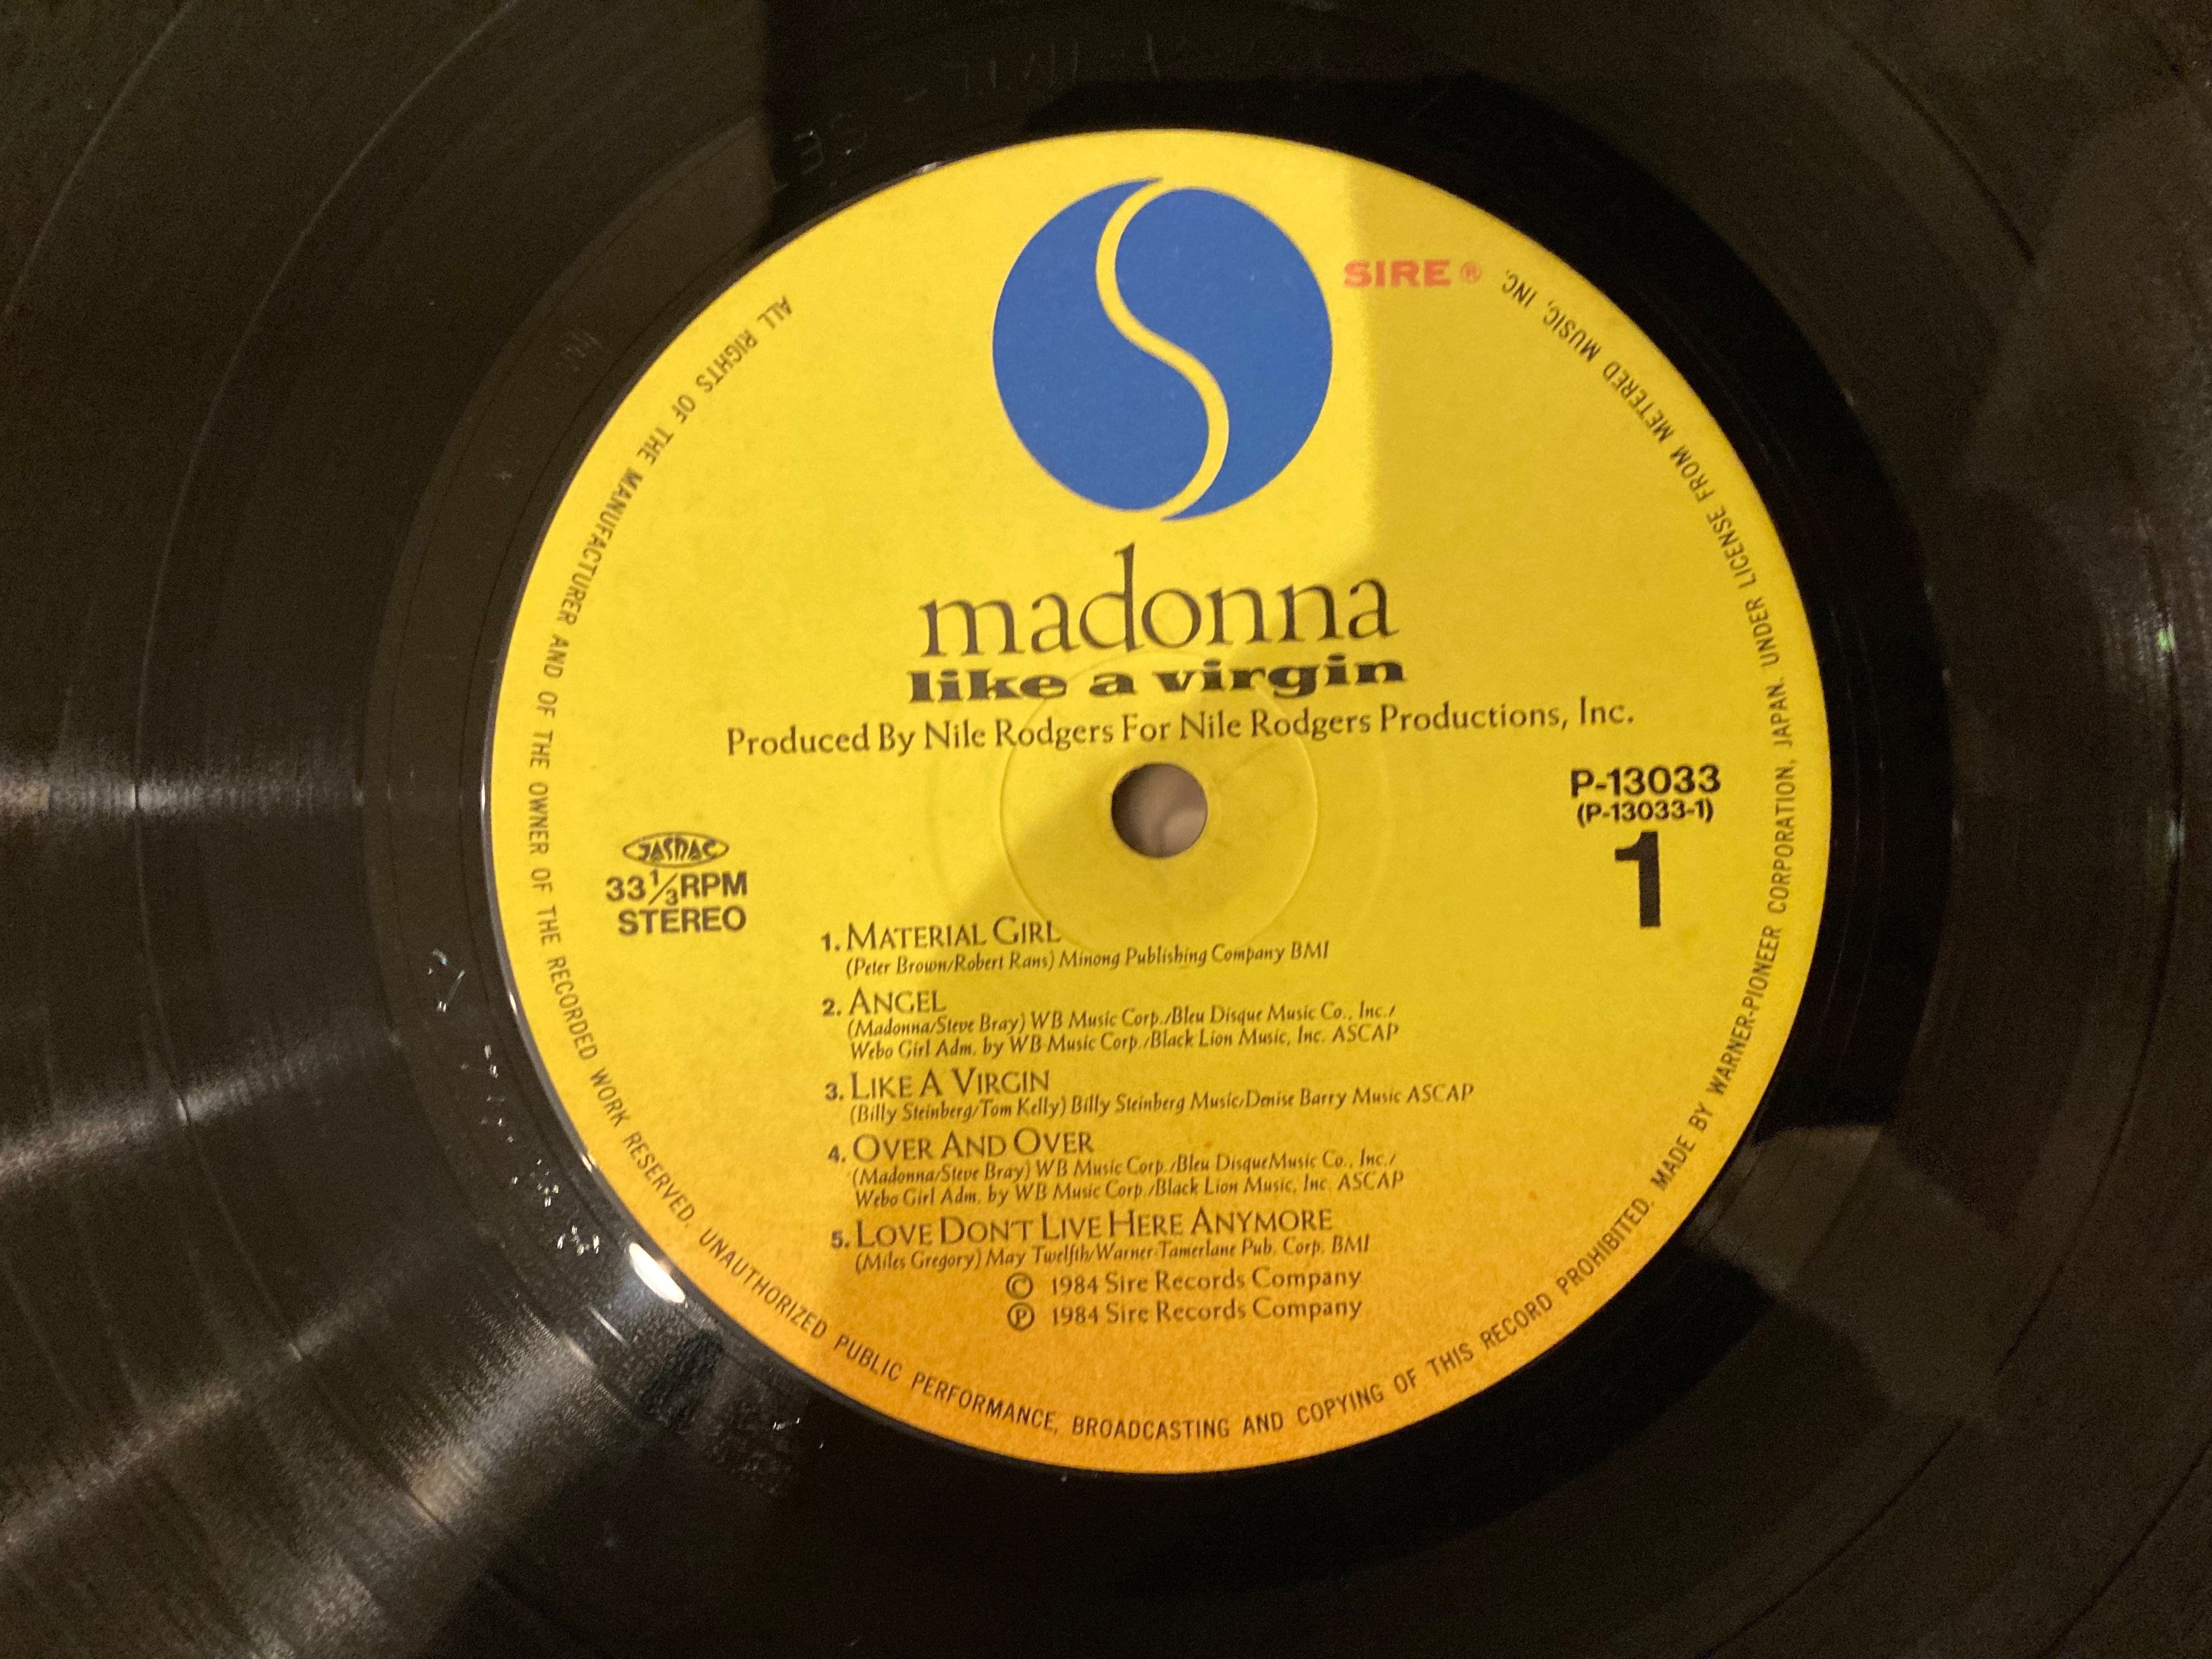 SIRE ®
madonna
like a virgin
Produced By Nile Rodgers For Nile Rodgers Productions, Inc.
P-13033
(P-13033-1)
1
JASRAC
33 1/3 RPM
STEREO
1. MATERIAL GIRL
(Peter Brown/Robert Rans) Minong Publishing Company BMI
2. ANGEL
(Madonna/Steve Bray) WB Music Corp./Bleu Disque Music Co., Inc./
Webo Girl Adm. by WB Music Corp./Black Lion Music, Inc. ASCAP
3. LIKE A VIRGIN
(Billy Steinberg/Tom Kelly) Billy Steinberg Music/Denise Barry Music ASCAP
4. OVER AND OVER
(Madonna/Steve Bray) WB Music Corp./Bleu DisqueMusic Co., Inc./
Webo Girl Adm. by WB Music Corp./Black Lion Music, Inc. ASCAP
5. LOVE DON'T LIVE HERE ANYMORE
(Miles Gregory) May Twelfth/Warner-Tamerlane Pub. Corp. BMI
© 1984 Sire Records Company
℗ 1984 Sire Records Company
ALL RIGHTS OF THE MANUFACTURER AND OF THE OWNER OF THE RECORDED WORK RESERVED. UNAUTHORIZED PUBLIC PERFORMANCE, BROADCASTING AND COPYING OF THIS RECORD PROHIBITED. MADE BY WARNER-PIONEER CORPORATION, JAPAN. UNDER LICENSE FROM METERED MUSIC, INC.